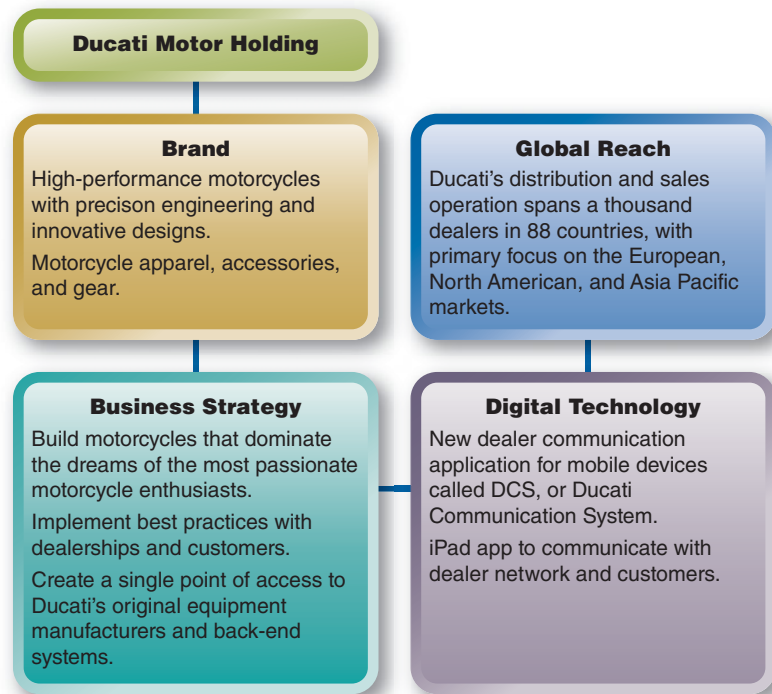 Ducati Motor Holding
Brand
High-performance motorcycles
with precison engineering and
innovative designs.
Motorcycle apparel, accessories,
and gear.
Global Reach
Ducati's distribution and sales
operation spans a thousand
dealers in 88 countries, with
primary focus on the European,
North American, and Asia Pacific
markets.
Business Strategy
Build motorcycles that dominate
the dreams of the most passionate
motorcycle enthusiasts.
Implement best practices with
dealerships and customers.
Create a single point of access to
Ducati's original equipment
manufacturers and back-end
systems.
Digital Technology
New dealer communication
application for mobile devices
called DCS, or Ducati
Communication System.
iPad app to communicate with
dealer network and customers.